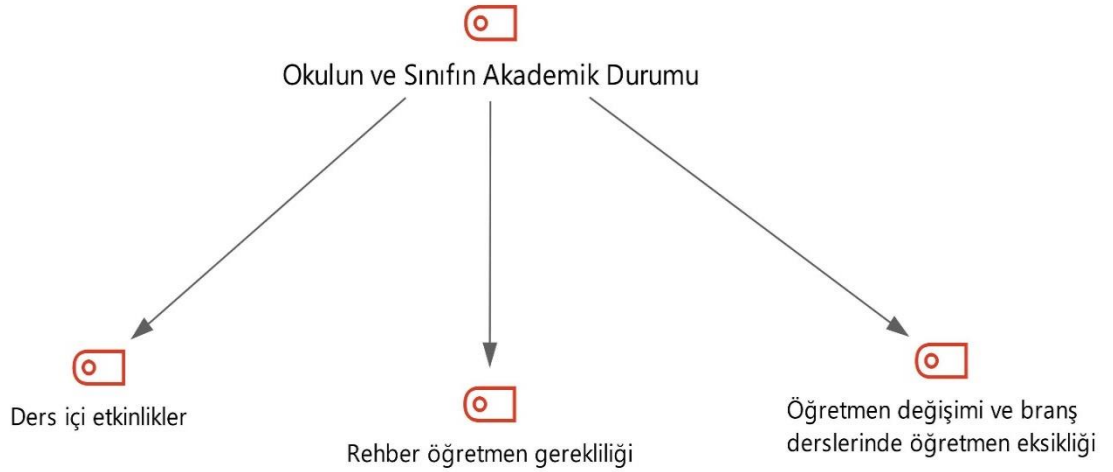 Okulun ve Sınıfın Akademik Durumu
Ders içi etkinlikler
Rehber öğretmen gerekliliği
Öğretmen değişimi ve branş
derslerinde öğretmen eksikliği